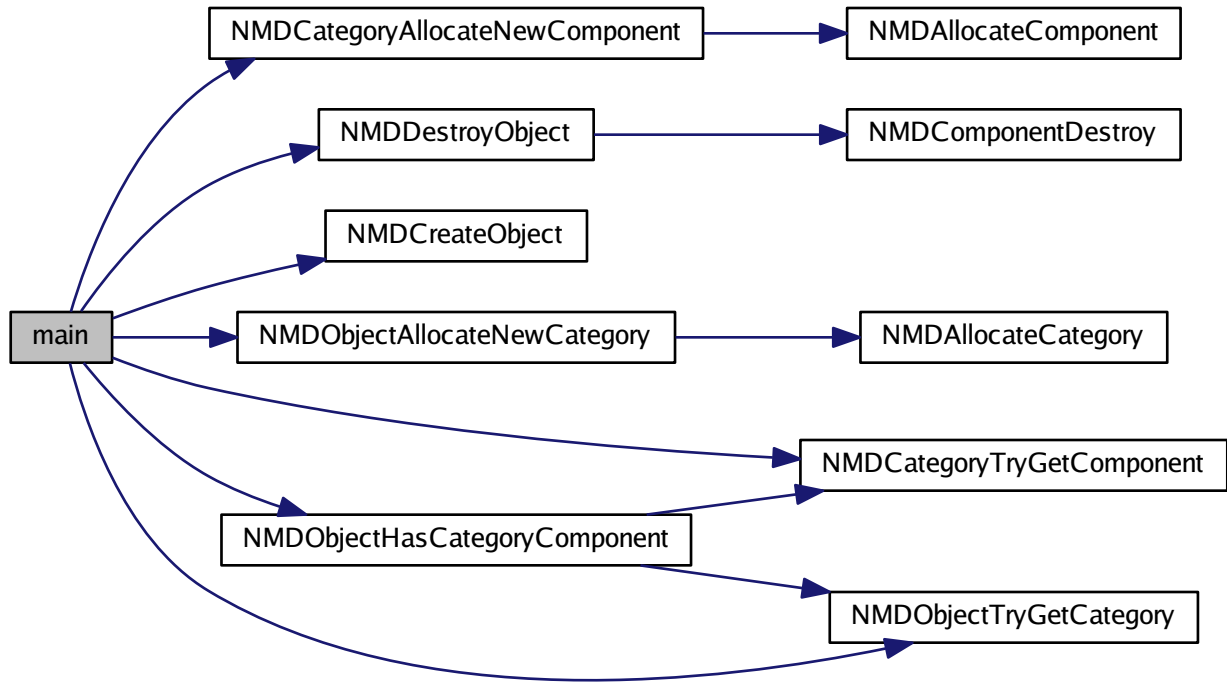 NMDCategoryAllocateNewComponent
NMDAllocateComponent
NMDDestroyObject
NMDComponentDestroy
NMDCreateObject
main
NMDObjectAllocateNewCategory
NMDAllocateCategory
NMDCategoryTryGetComponent
NMDObjectHasCategoryComponent
NMDObjectTryGetCategory